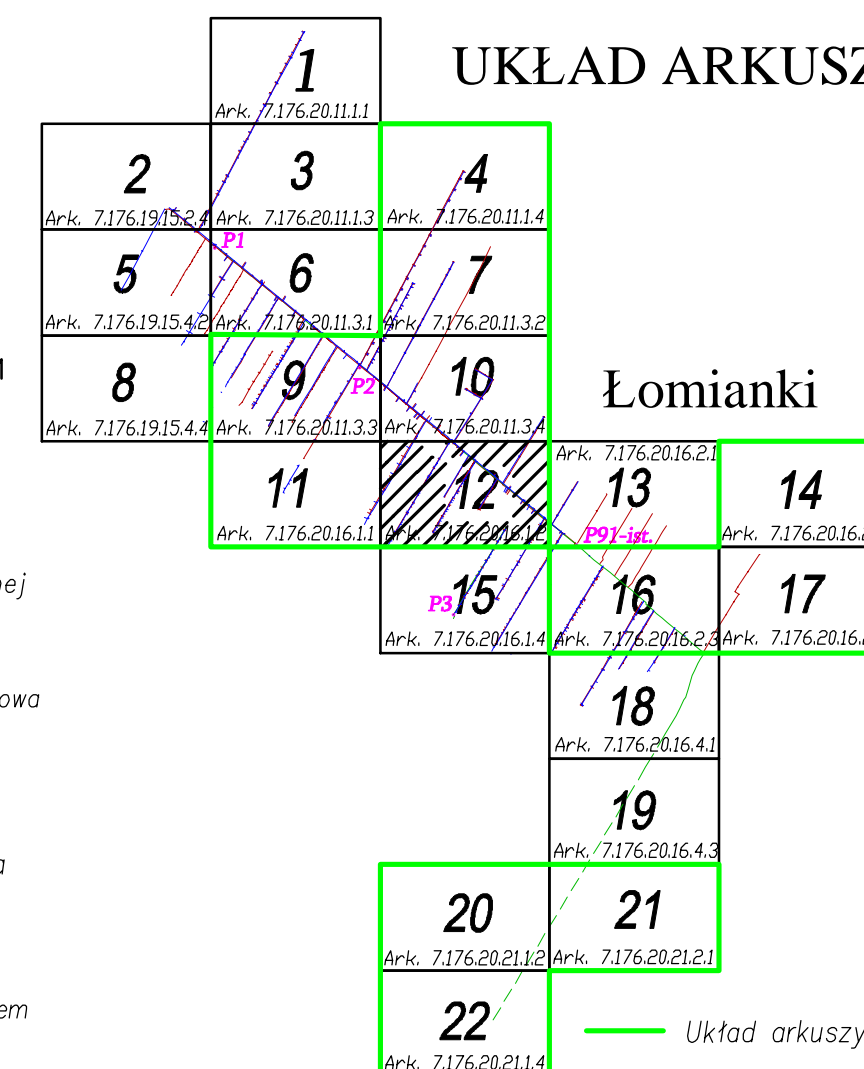 UKŁAD ARKUSZ
1
Ark. 7.176.20.11.1.1
2
Ark. 7.176.19.15.2.4
3
Ark. 7.176.20.11.1.3
4
Ark. 7.176.20.11.1.4
P1
5
Ark. 7.176.19.15.4.2
6
Ark. 7.176.20.11.3.1
7
Ark. 7.176.20.11.3.2
8
Ark. 7.176.19.15.4.4
9
Ark. 7.176.20.11.3.3
P2
10
Ark. 7.176.20.11.3.4
Łomianki
11
Ark. 7.176.20.16.1.1
12
Ark. 7.176.20.16.1.2
Ark. 7.176.20.16.2.1
13
P91-ist.
14
Ark. 7.176.20.16.
nej
P3
15
Ark. 7.176.20.16.1.4
16
Ark. 7.176.20.16.2.3
17
Ark. 7.176.20.16.
owa
18
Ark. 7.176.20.16.4.1
19
Ark. 7.176.20.16.4.3
a
20
Ark. 7.176.20.21.1.2
21
Ark. 7.176.20.21.2.1
em
22
Ark. 7.176.20.21.1.4
Układ arkuszy